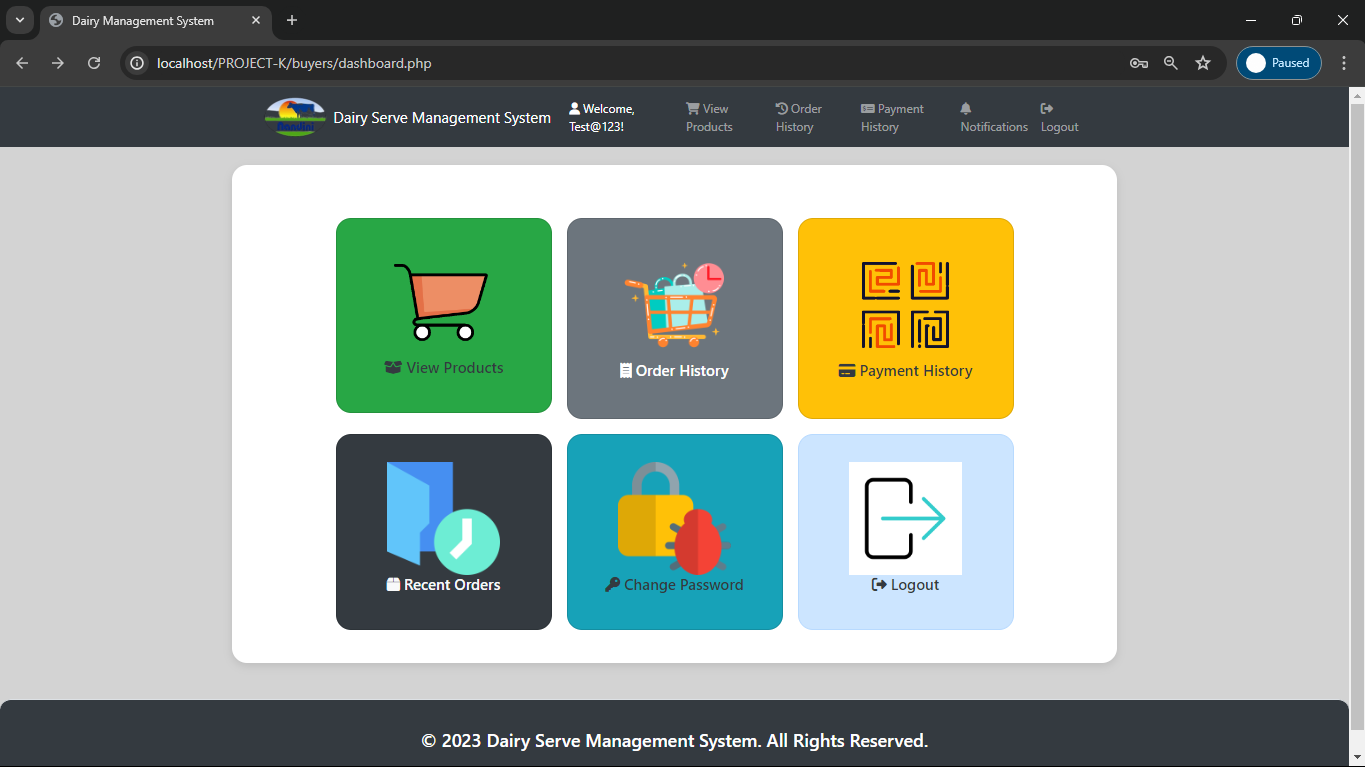 Dairy Management System
localhost/PROJECT-K/buyers/dashboard.php
Paused
Dairy Serve Management System
Welcome,
Test@123!
View
Products
Order
History
Payment
History
Notifications
Logout
View Products
Order History
Payment History
Recent Orders
Change Password
Logout
© 2023 Dairy Serve Management System. All Rights Reserved.